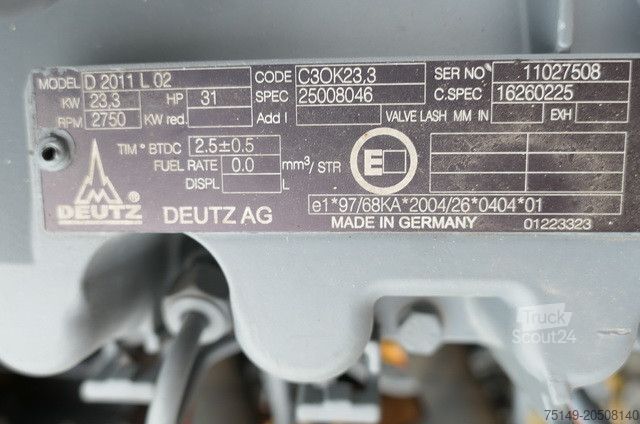 MODEL D 2011 L 02 CODE C3OK23,3 SER NO 11027508
KW 23,3 HP 31 SPEC 25008046 C.SPEC 16260225
RPM 2750 KW red. Add I VALVE LASH MM IN EXH
TIM ° BTDC 2.5±0.5
FUEL RATE 0.0 mm³/STR
DISPL L
E
DEUTZ DEUTZ AG
e1*97/68KA*2004/26*0404*01
MADE IN GERMANY 01223323
Truck
Scout24
75149-20508140